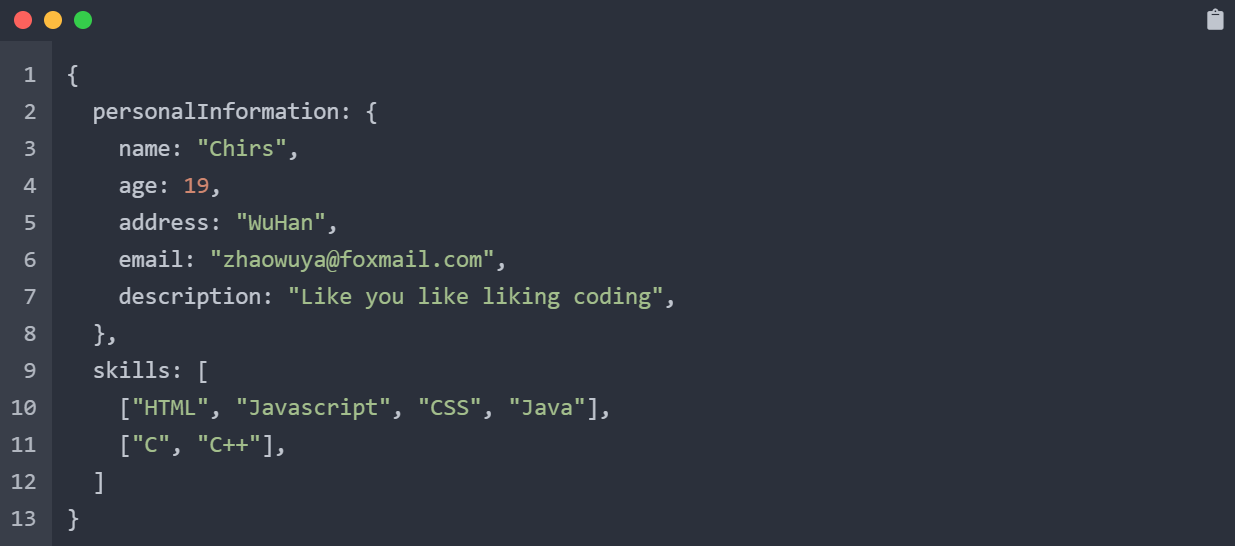 1 {
2   personalInformation: {
3     name: "Chirs",
4     age: 19,
5     address: "WuHan",
6     email: "zhaowuya@foxmail.com",
7     description: "Like you like liking coding",
8   },
9   skills: [
10     ["HTML", "Javascript", "CSS", "Java"],
11     ["C", "C++"],
12   ]
13 }